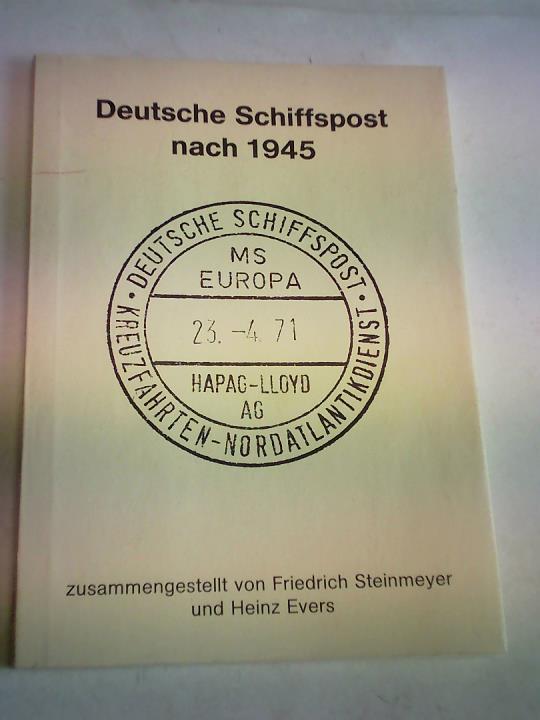 Deutsche Schiffspost
nach 1945
· DEUTSCHE SCHIFFSPOST ·
MS
EUROPA
23. -4. 71
HAPAG-LLOYD
AG
KREUZFAHRTEN-NORDATLANTIKDIENST
zusammengestellt von Friedrich Steinmeyer
und Heinz Evers